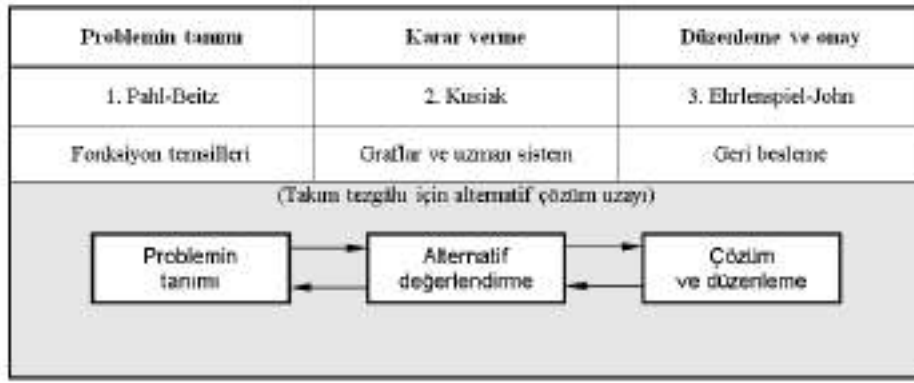 Problemin tanımı Karar verme Düzenleme ve onay
1. Pahl-Beitz 2. Kusiak 3. Ehrlenspiel-John
Fonksiyon temsilleri Graflar ve uzman sistem Geri besleme
(Takım tezgâhı için alternatif çözüm uzayı)
Problemin
tanımı
Alternatif
değerlendirme
Çözüm
ve düzenleme